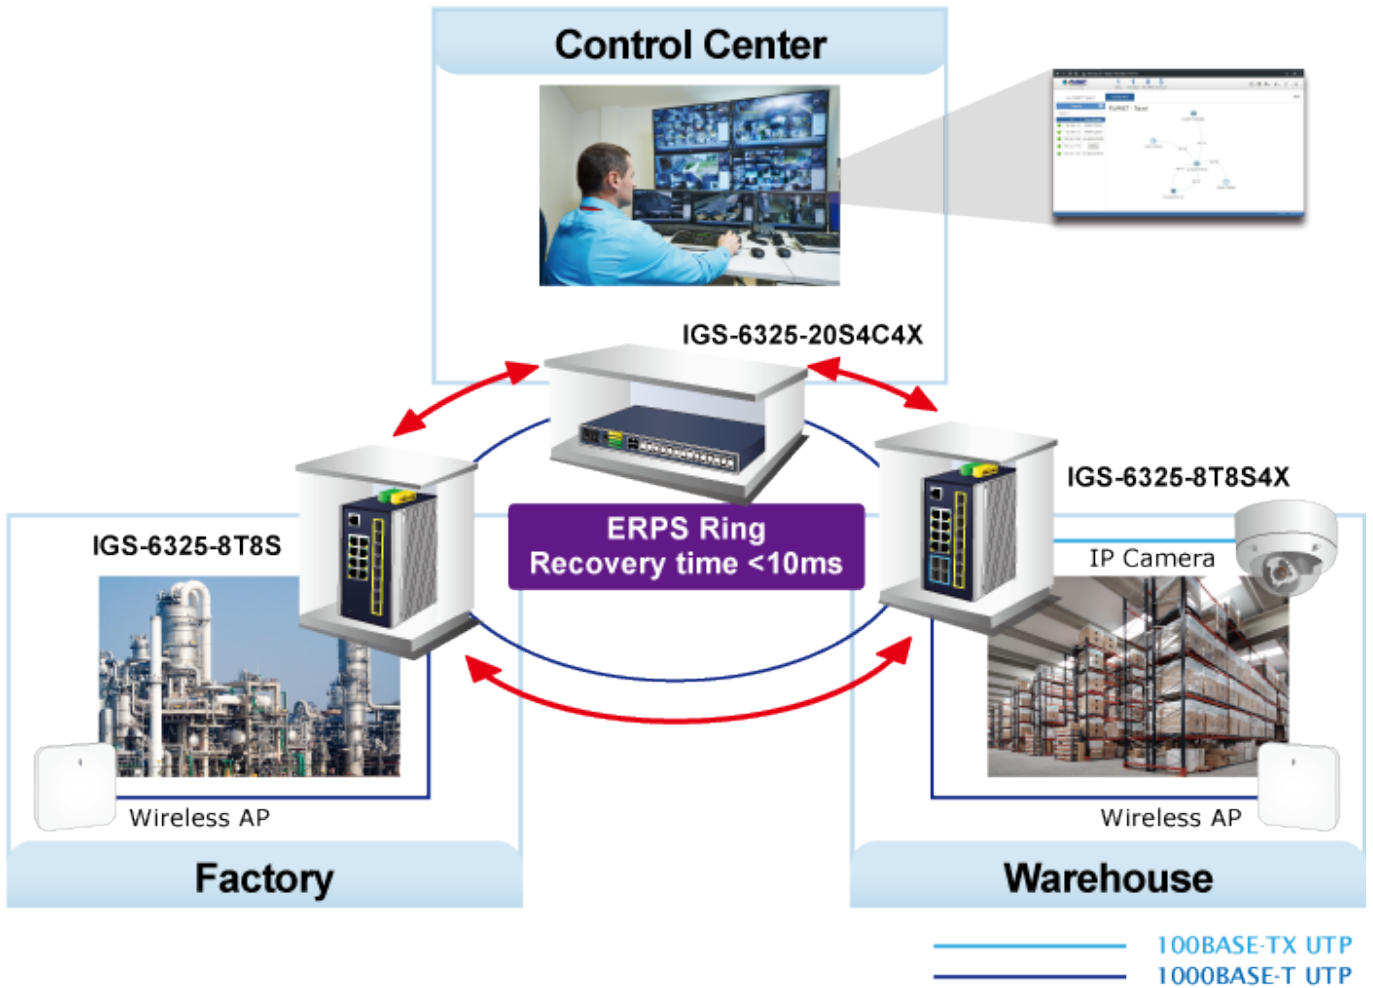 Control Center
IGS-6325-20S4C4X
IGS-6325-8T8S4X
ERPS Ring
Recovery time <10ms
IGS-6325-8T8S
IP Camera
Wireless AP
Wireless AP
Factory
Warehouse
100BASE-TX UTP
1000BASE-T UTP